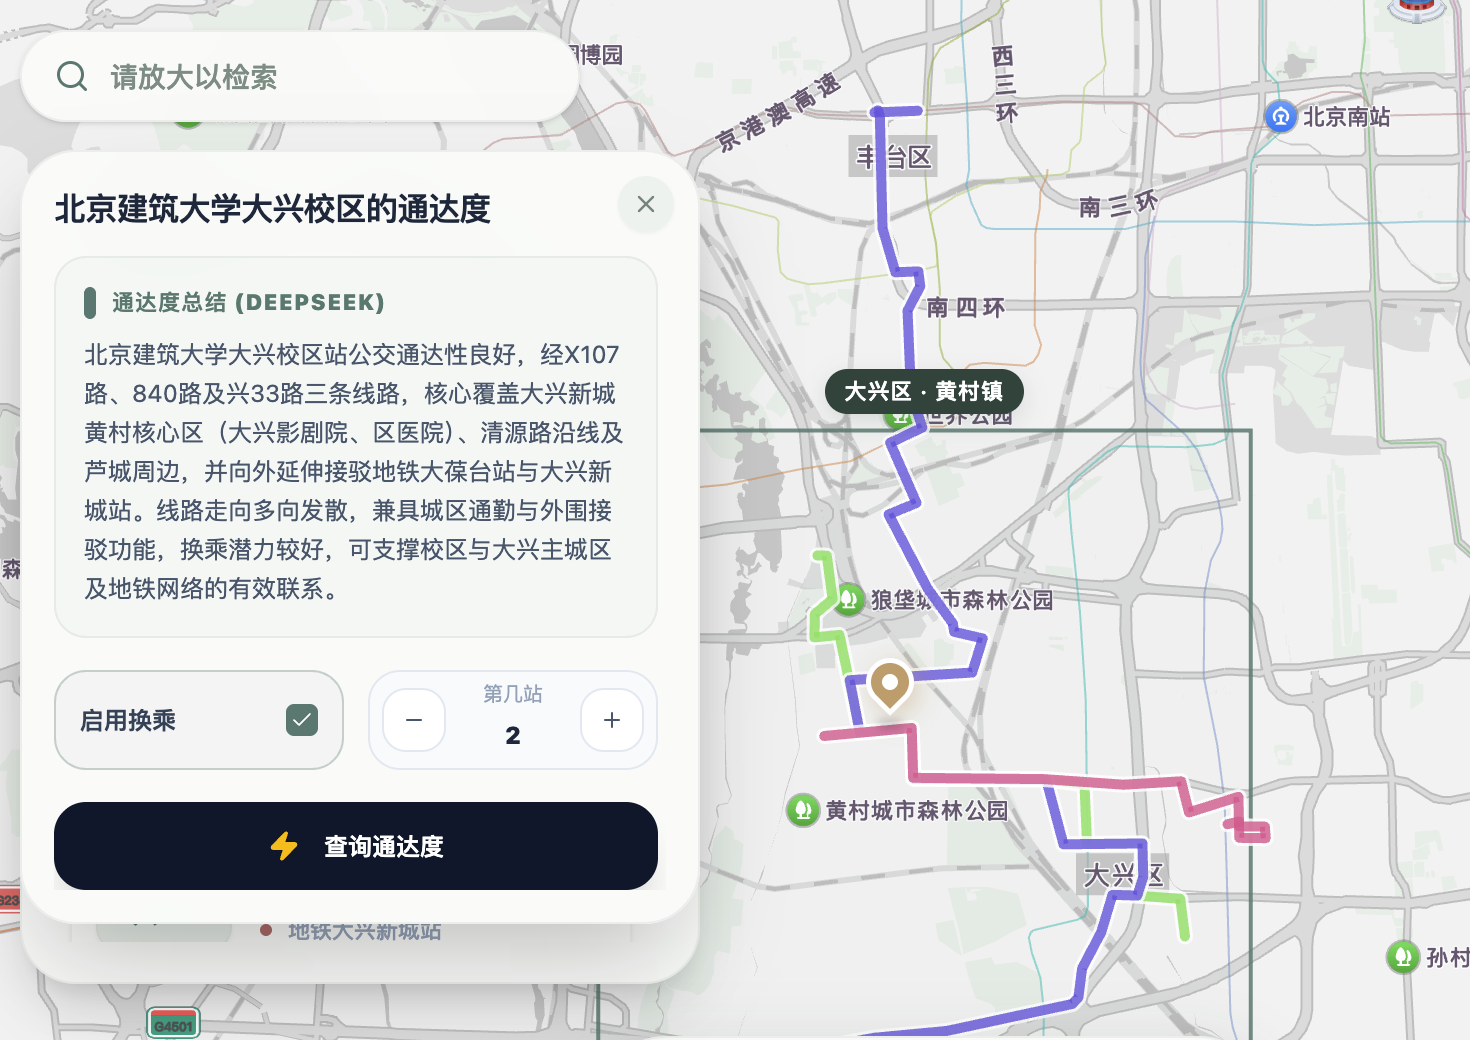 请放大以检索
北京建筑大学大兴校区的通达度
通达度总结 (DEEPSEEK)
北京建筑大学大兴校区站公交通达性良好，经X107
路、840路及兴33路三条线路，核心覆盖大兴新城
黄村核心区（大兴影剧院、区医院）、清源路沿线及
芦城周边，并向外延伸接驳地铁大葆台站与大兴新
城站。线路走向多向发散，兼具城区通勤与外围接
驳功能，换乘潜力较好，可支撑校区与大兴主城区
及地铁网络的有效联系。
启用换乘
第几站
−
2
+
查询通达度
地铁大兴新城站
G4501
博园
京港澳高速
西三环
北京南站
丰台区
南三环
南四环
大兴区 · 黄村镇
世界公园
狼垡城市森林公园
黄村城市森林公园
大兴区
孙村
森